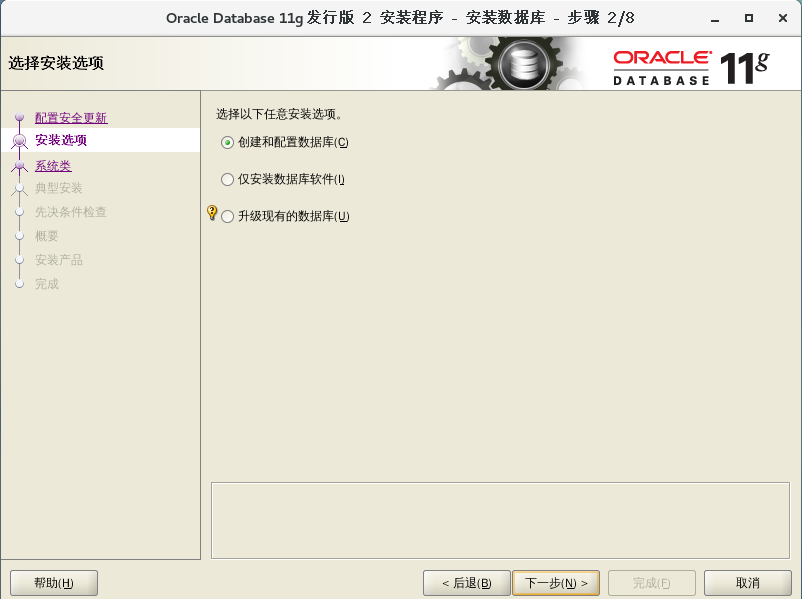 Oracle Database 11g 发行版 2 安装程序 - 安装数据库 - 步骤 2/8
选择安装选项
ORACLE
DATABASE
11g
配置安全更新
安装选项
系统类
典型安装
先决条件检查
概要
安装产品
完成
选择以下任意安装选项。
创建和配置数据库(C)
仅安装数据库软件(I)
升级现有的数据库(U)
帮助(H)
< 后退(B)
下一步(N) >
完成(F)
取消